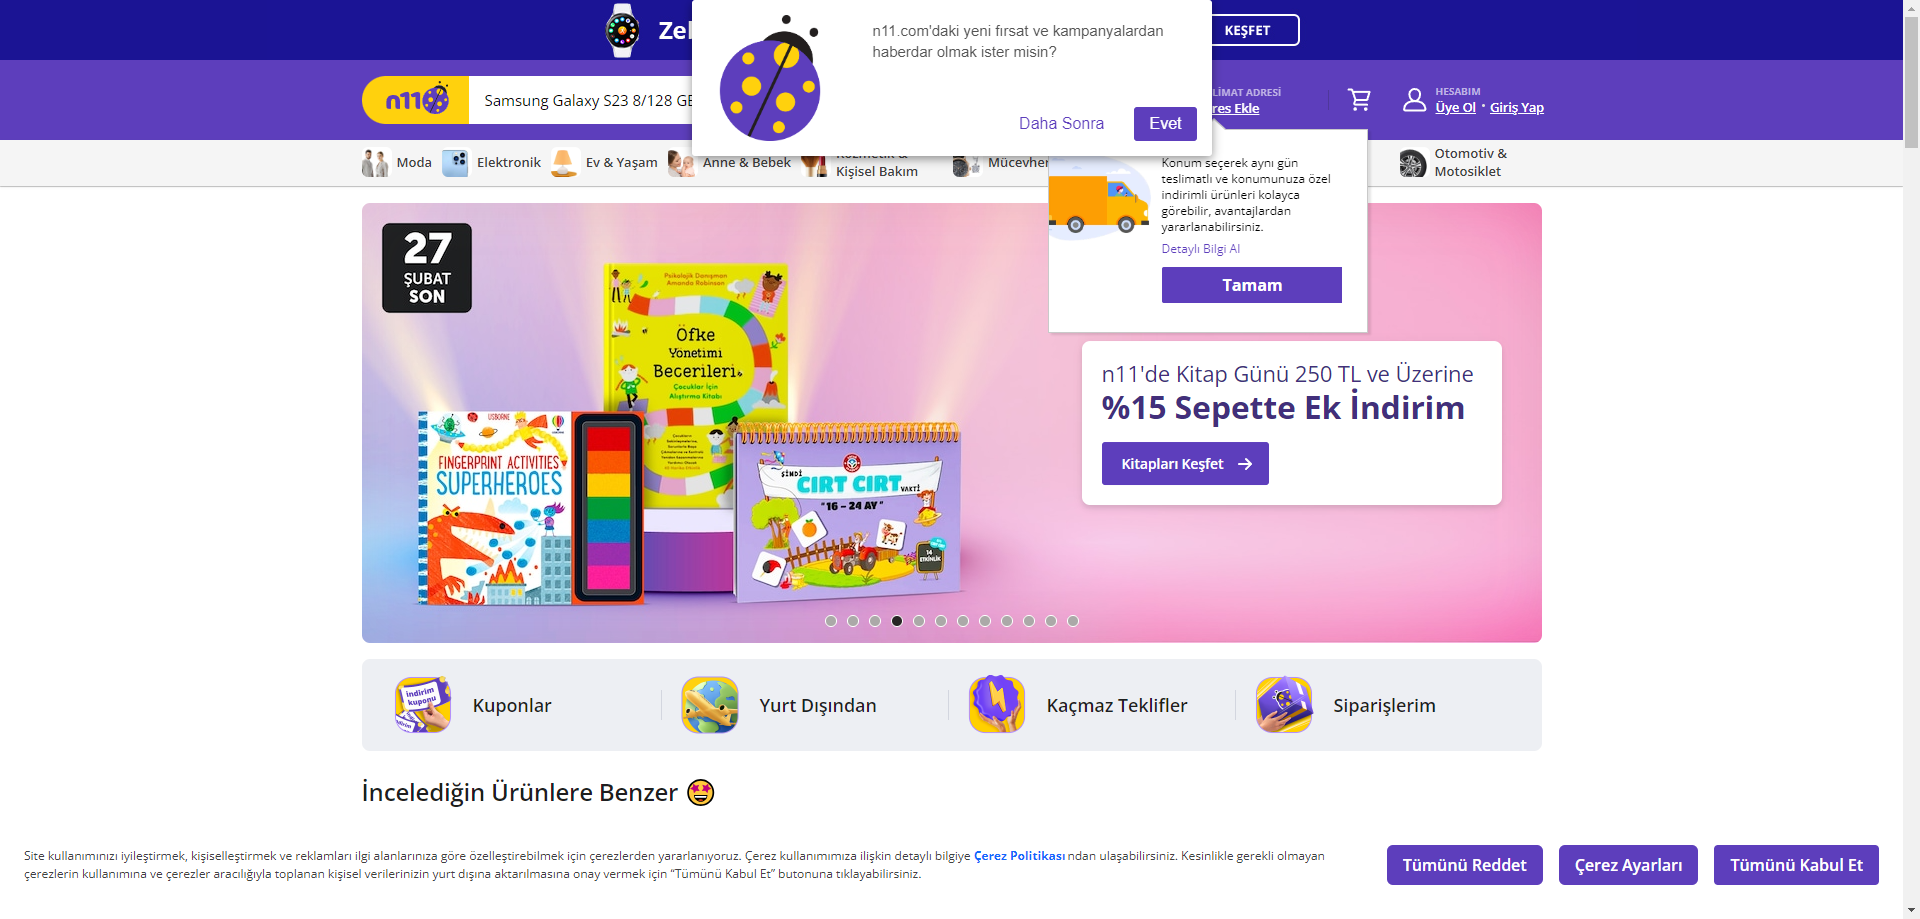 n11.com'daki yeni fırsat ve kampanyalardan
haberdar olmak ister misin?
Daha Sonra
Evet
KEŞFET
n11
Samsung Galaxy S23 8/128 GB
LİMAT ADRESİ
res Ekle
HESABIM
Üye Ol · Giriş Yap
Moda
Elektronik
Ev & Yaşam
Anne & Bebek
Kozmetik &
Kişisel Bakım
Mücevher
Otomotiv &
Motosiklet
Konum seçerek aynı gün
teslimatlı ve konumunuza özel
indirimli ürünleri kolayca
görebilir, avantajlardan
yararlanabilirsiniz.
Detaylı Bilgi Al
Tamam
27
ŞUBAT
SON
Psikolojik Danışman
Amanda Robinson
Öfke
Yönetimi
Becerileri
Çocuklar İçin
Alıştırma Kitabı
USBORNE
FINGERPRINT ACTIVITIES
SUPERHEROES
ŞİMDİ
CIRT CIRT
VAKTİ
"16 - 24 AY"
14
ETKİNLİK
n11'de Kitap Günü 250 TL ve Üzerine
%15 Sepette Ek İndirim
Kitapları Keşfet
indirim
kuponu
Kuponlar
Yurt Dışından
Kaçmaz Teklifler
Siparişlerim
İncelediğin Ürünlere Benzer
Site kullanımınızı iyileştirmek, kişiselleştirmek ve reklamları ilgi alanlarınıza göre özelleştirebilmek için çerezlerden yararlanıyoruz. Çerez kullanımımıza ilişkin detaylı bilgiye Çerez Politikası ndan ulaşabilirsiniz. Kesinlikle gerekli olmayan
çerezlerin kullanımına ve çerezler aracılığıyla toplanan kişisel verilerinizin yurt dışına aktarılmasına onay vermek için “Tümünü Kabul Et” butonuna tıklayabilirsiniz.
Tümünü Reddet
Çerez Ayarları
Tümünü Kabul Et